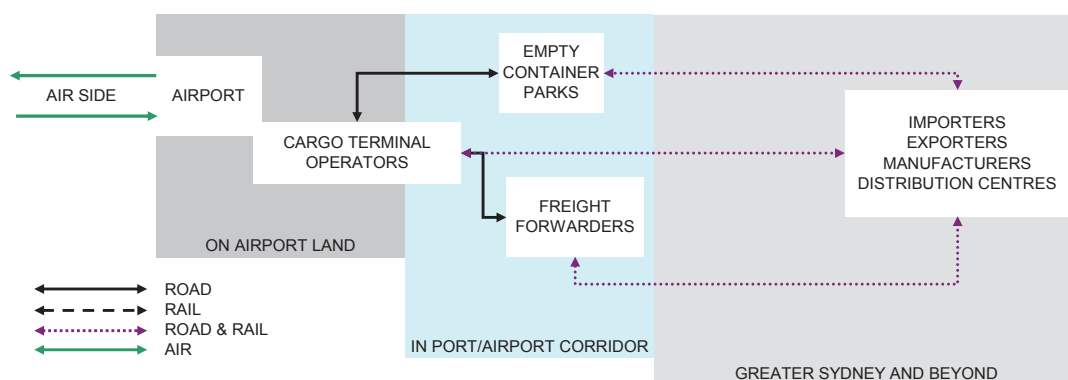 EMPTY
CONTAINER
PARKS
AIR SIDE
AIRPORT
CARGO TERMINAL
OPERATORS
IMPORTERS
EXPORTERS
MANUFACTURERS
DISTRIBUTION CENTRES
FREIGHT
FORWARDERS
ON AIRPORT LAND
ROAD
RAIL
ROAD & RAIL
AIR
IN PORT/AIRPORT CORRIDOR
GREATER SYDNEY AND BEYOND